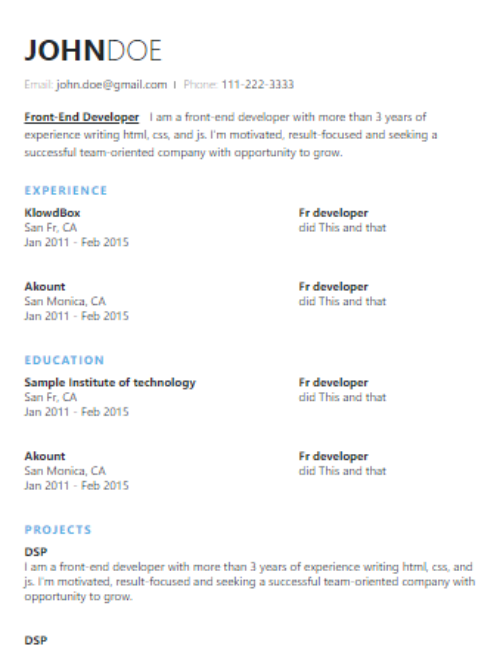 JOHNDOE
Email: john.doe@gmail.com | Phone: 111-222-3333
Front-End Developer I am a front-end developer with more than 3 years of
experience writing html, css, and js. I'm motivated, result-focused and seeking a
successful team-oriented company with opportunity to grow.
EXPERIENCE
KlowdBox Fr developer
San Fr, CA did This and that
Jan 2011 - Feb 2015
Akount Fr developer
San Monica, CA did This and that
Jan 2011 - Feb 2015
EDUCATION
Sample Institute of technology Fr developer
San Fr, CA did This and that
Jan 2011 - Feb 2015
Akount Fr developer
San Monica, CA did This and that
Jan 2011 - Feb 2015
PROJECTS
DSP
I am a front-end developer with more than 3 years of experience writing html, css, and
js. I'm motivated, result-focused and seeking a successful team-oriented company with
opportunity to grow.
DSP